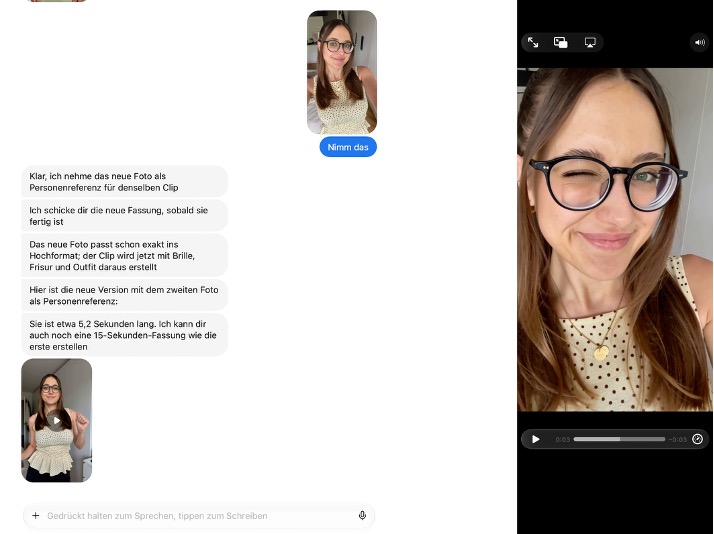 Nimm das
Klar, ich nehme das neue Foto als
Personenreferenz für denselben Clip
Ich schicke dir die neue Fassung, sobald sie
fertig ist
Das neue Foto passt schon exakt ins
Hochformat; der Clip wird jetzt mit Brille,
Frisur und Outfit daraus erstellt
Hier ist die neue Version mit dem zweiten Foto
als Personenreferenz:
Sie ist etwa 5,2 Sekunden lang. Ich kann dir
auch noch eine 15-Sekunden-Fassung wie die
erste erstellen
Gedrückt halten zum Sprechen, tippen zum Schreiben
0:03
-0:03